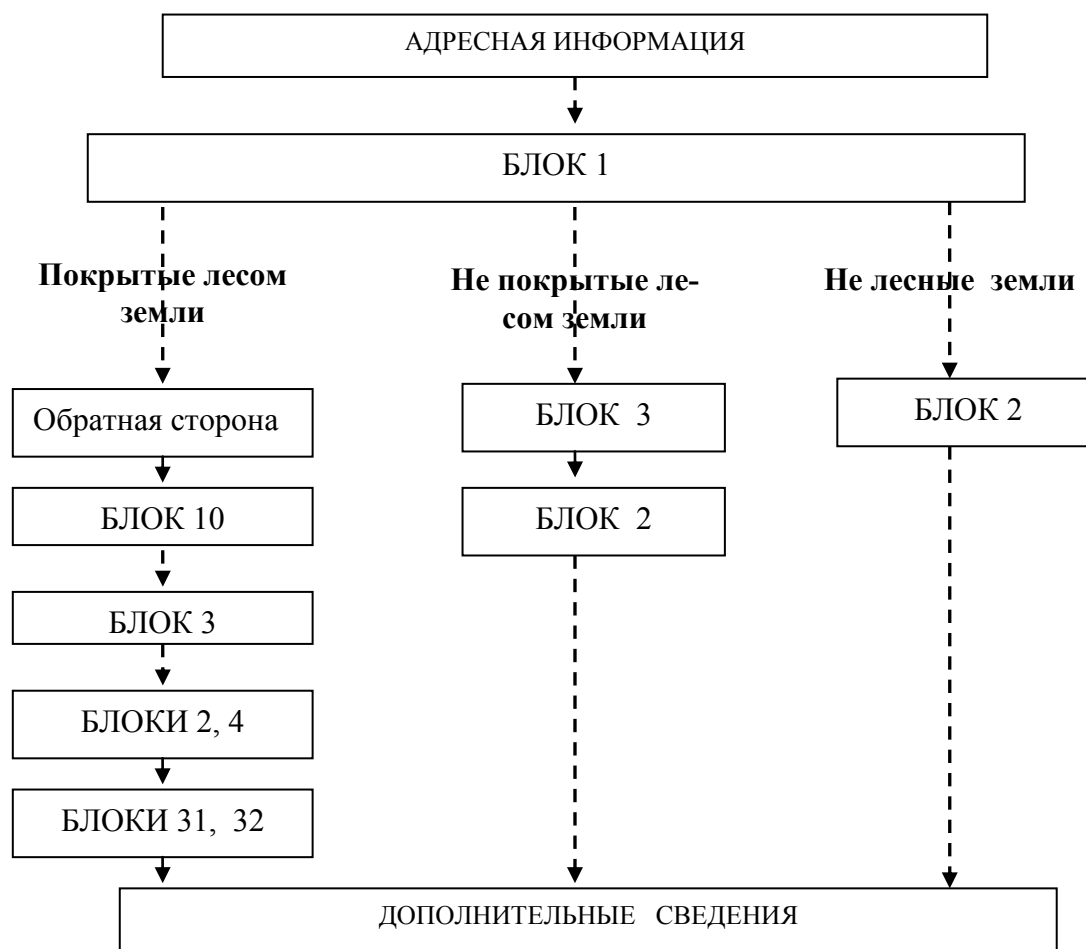 АДРЕСНАЯ ИНФОРМАЦИЯ
БЛОК 1
Покрытые лесом
земли
Не покрытые ле-
сом земли
Не лесные земли
Обратная сторона
БЛОК 10
БЛОК 3
БЛОКИ 2, 4
БЛОКИ 31, 32
БЛОК 3
БЛОК 2
БЛОК 2
ДОПОЛНИТЕЛЬНЫЕ СВЕДЕНИЯ